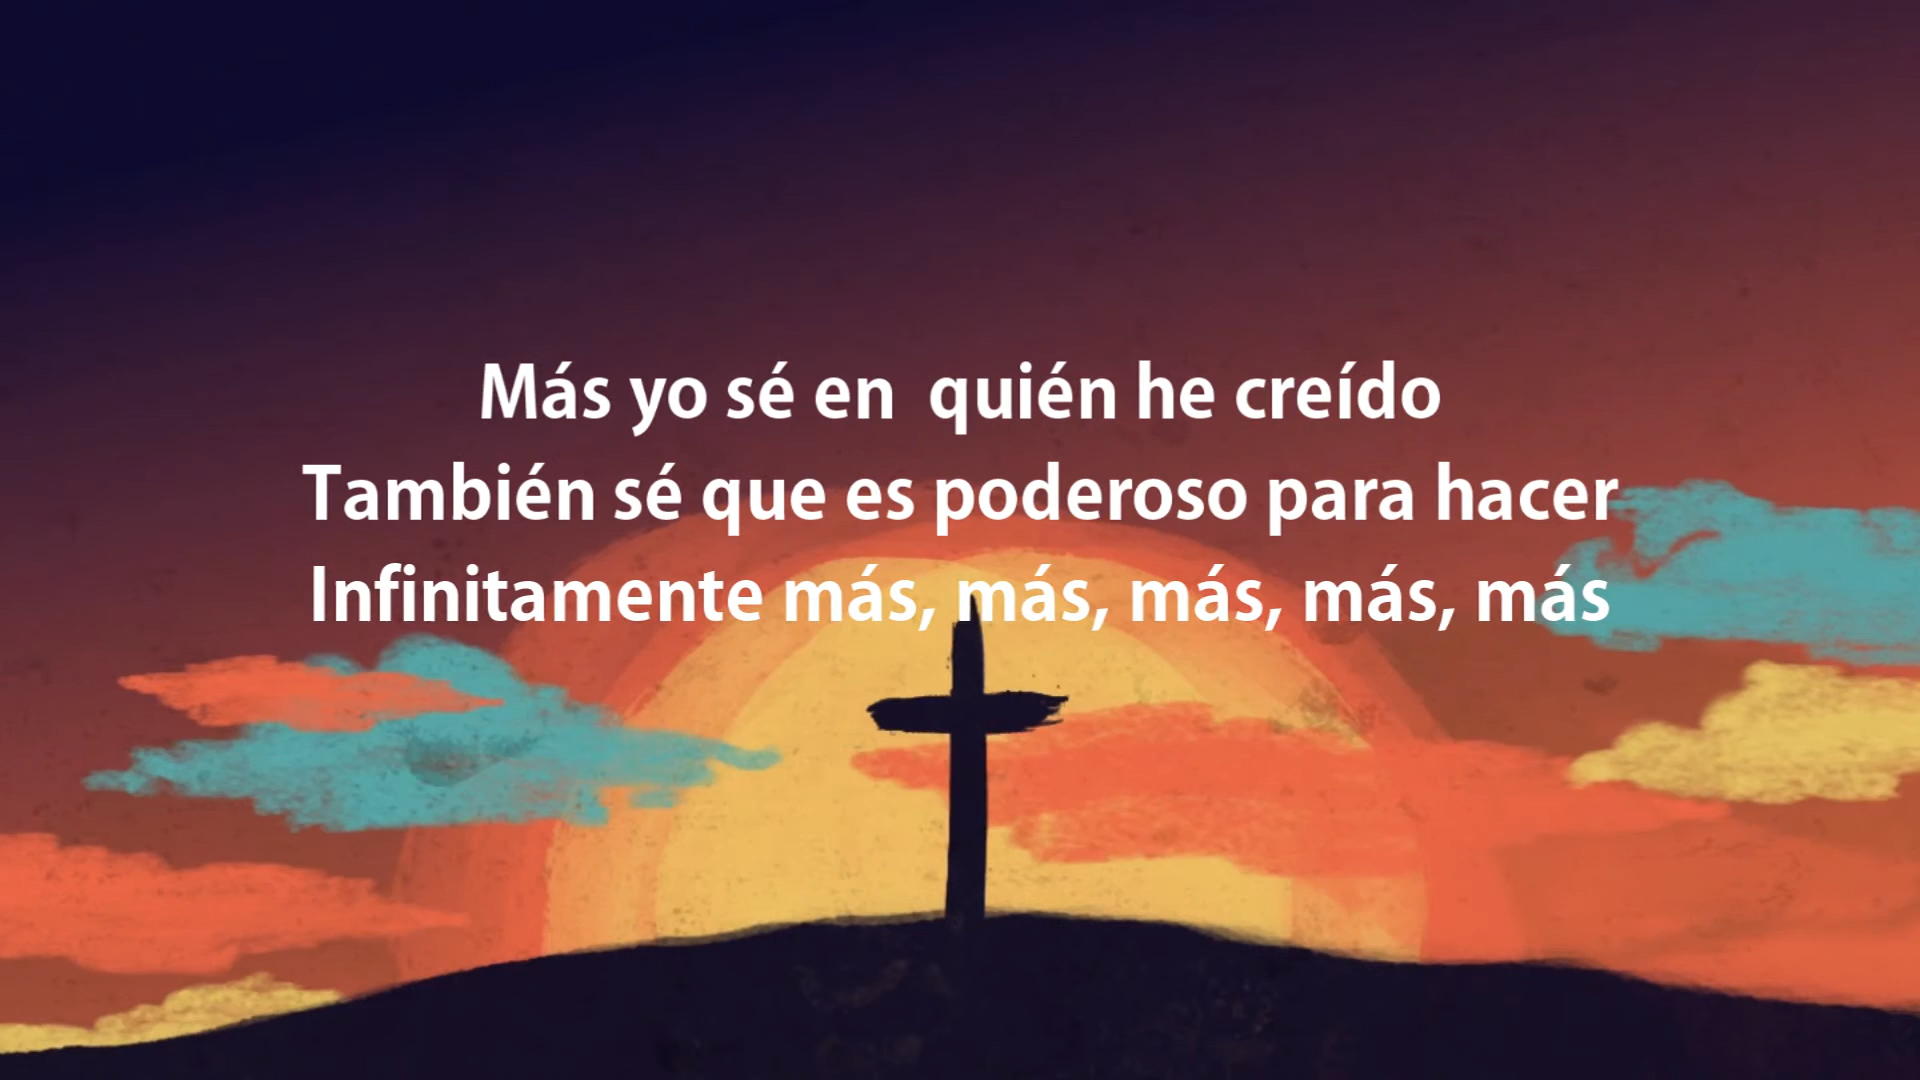 Más yo sé en  quién he creído
También sé que es poderoso para hacer
Infinitamente más, más, más, más, más